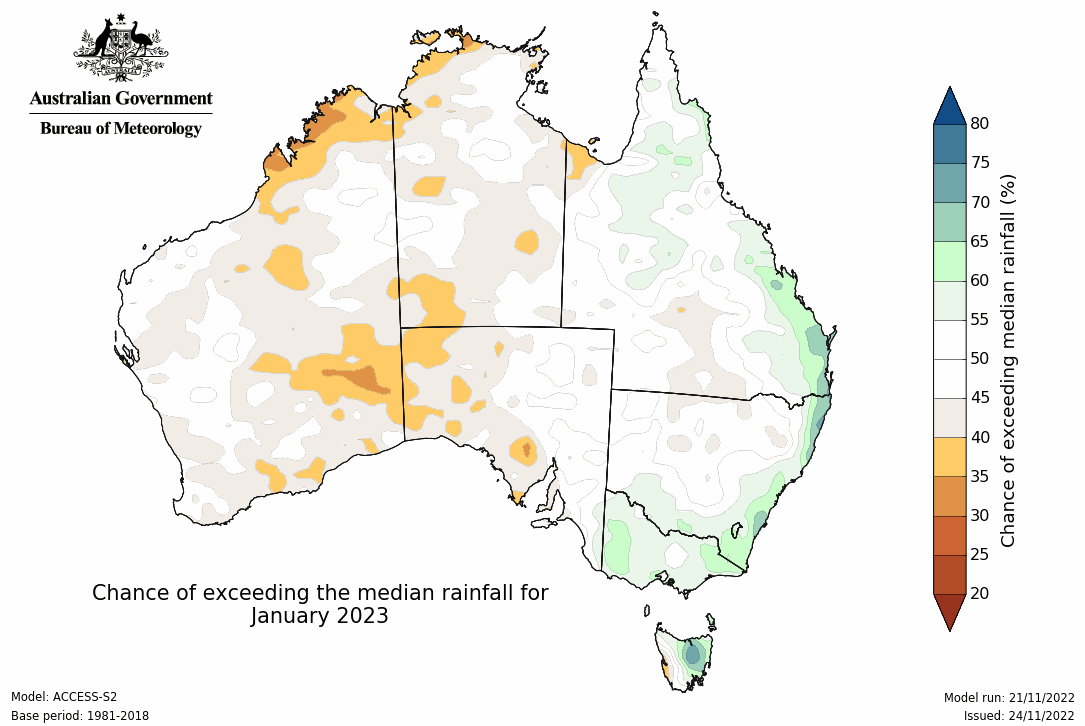 Australian Government
Bureau of Meteorology
80
75
70
65
60
55
50
45
40
35
30
25
20
Chance of exceeding median rainfall (%)
Chance of exceeding the median rainfall for
January 2023
Model: ACCESS-S2
Base period: 1981-2018
Model run: 21/11/2022
Issued: 24/11/2022